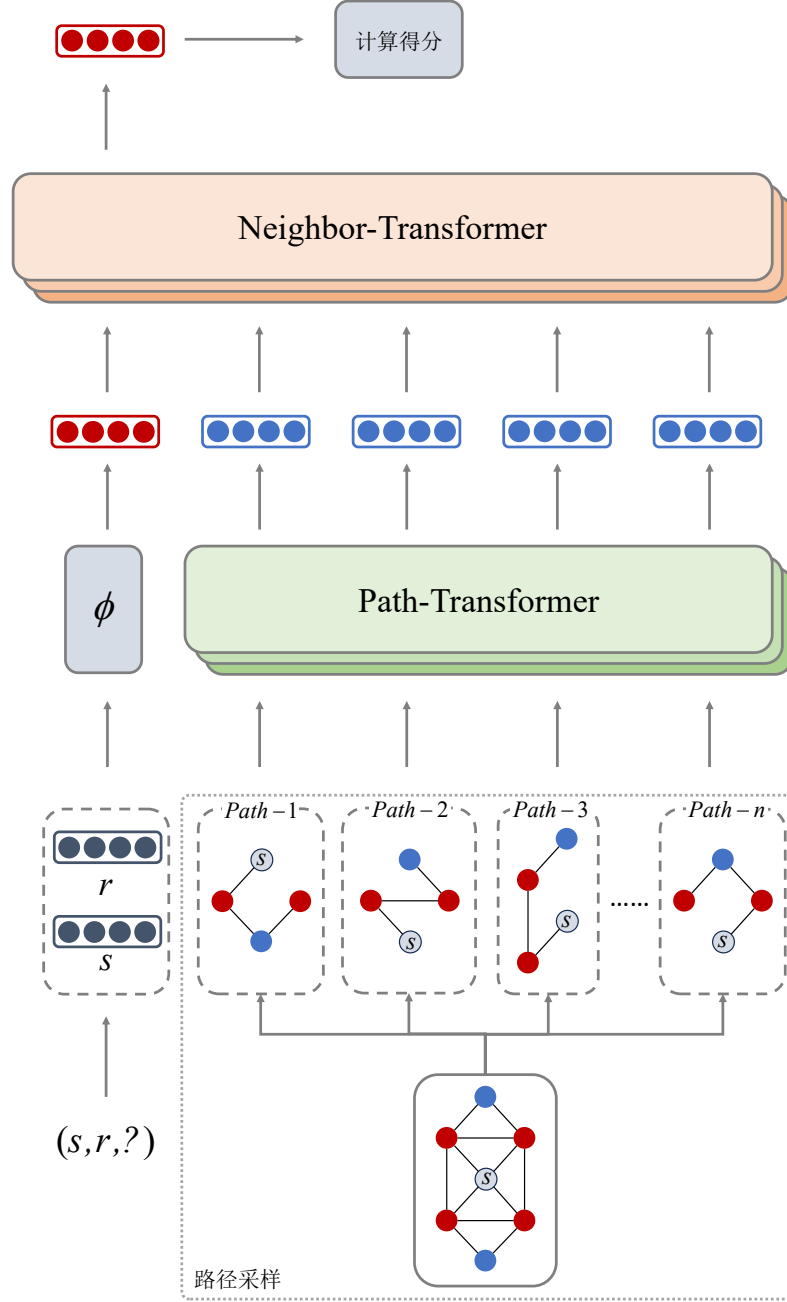 计算得分
Neighbor-Transformer
ϕ
Path-Transformer
Path-1
Path-2
Path-3
Path-n
s
s
s
s
......
r
s
(s,r,?)
s
路径采样